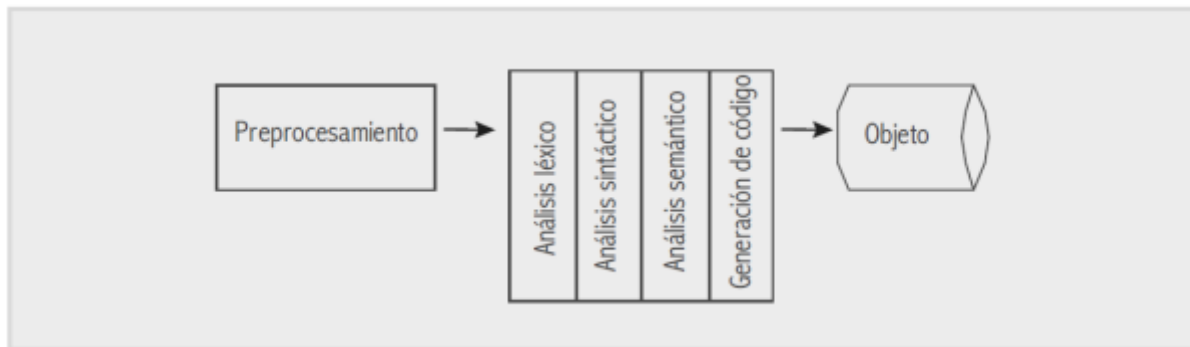 Preprocesamiento
Análisis léxico
Análisis sintáctico
Análisis semántico
Generación de código
Objeto